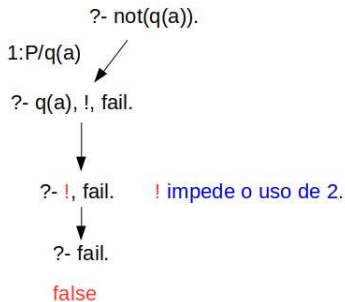 ?- not(q(a)).
1:P/q(a)
?- q(a), !, fail.
?- !, fail. ! impede o uso de 2.
?- fail.
false